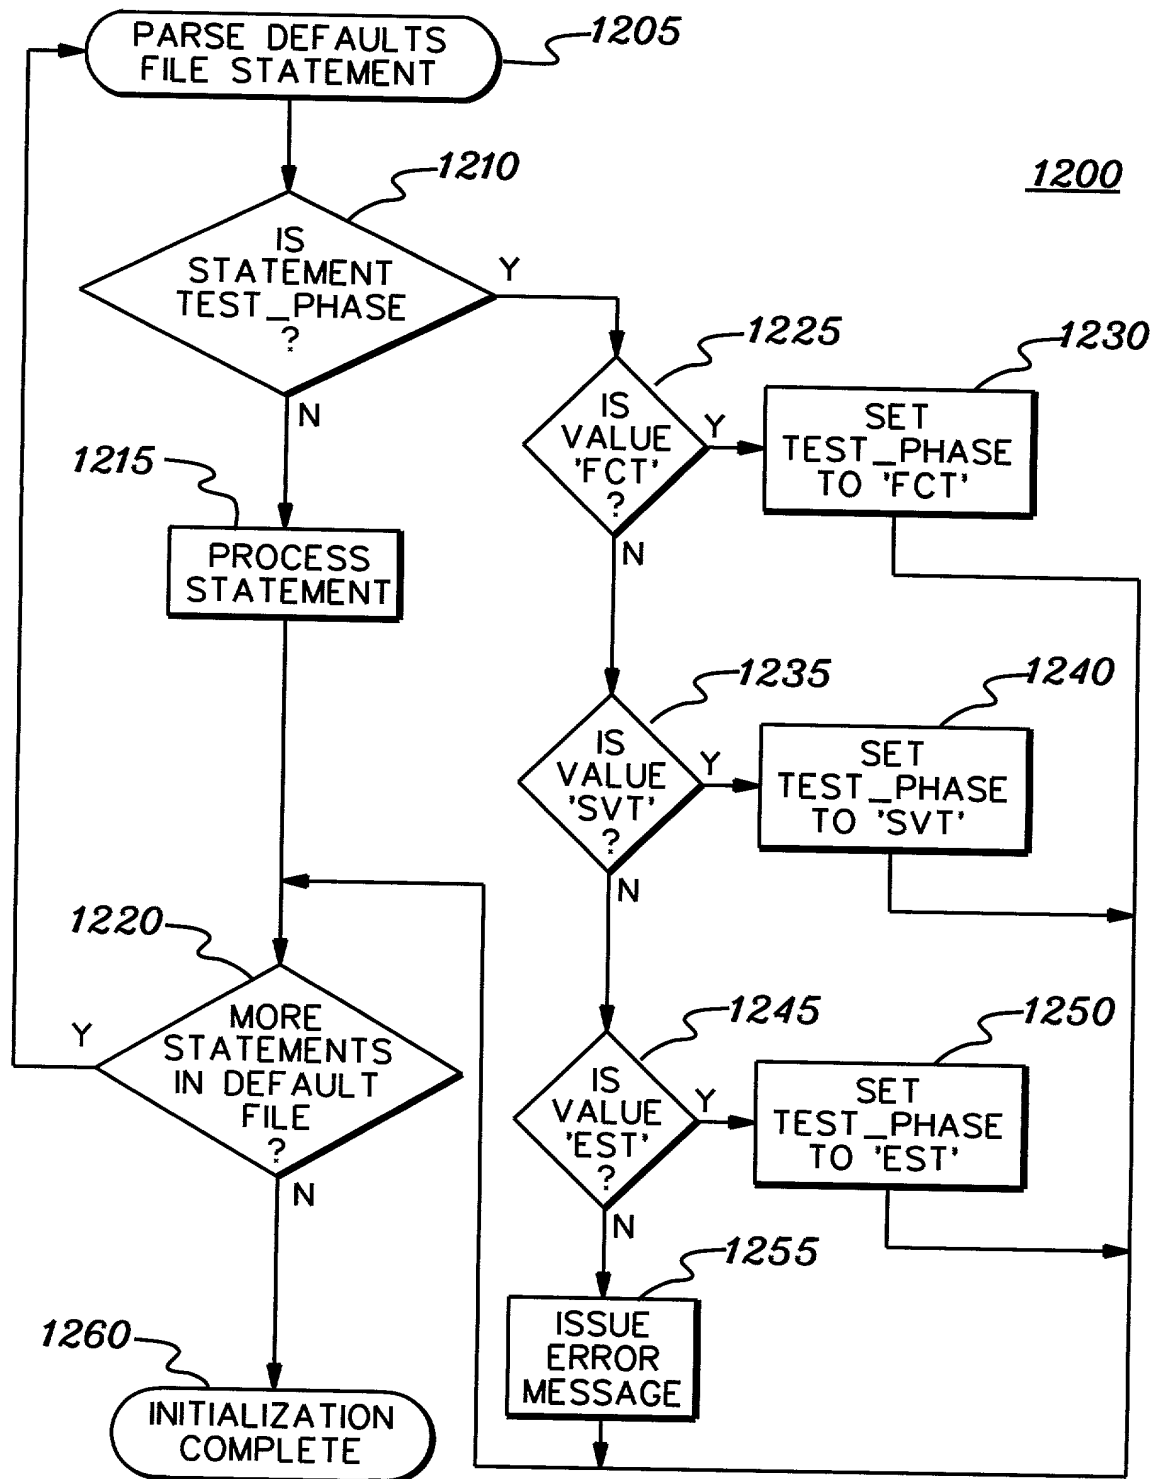 PARSE DEFAULTS
FILE STATEMENT
1205
1200
1210
IS
STATEMENT
TEST_PHASE
?
Y
N
1215
PROCESS
STATEMENT
1220
MORE
STATEMENTS
IN DEFAULT
FILE
?
Y
N
1260
INITIALIZATION
COMPLETE
1225
IS
VALUE
'FCT'
?
Y
N
1230
SET
TEST_PHASE
TO 'FCT'
1235
IS
VALUE
'SVT'
?
Y
N
1240
SET
TEST_PHASE
TO 'SVT'
1245
IS
VALUE
'EST'
?
Y
N
1250
SET
TEST_PHASE
TO 'EST'
1255
ISSUE
ERROR
MESSAGE